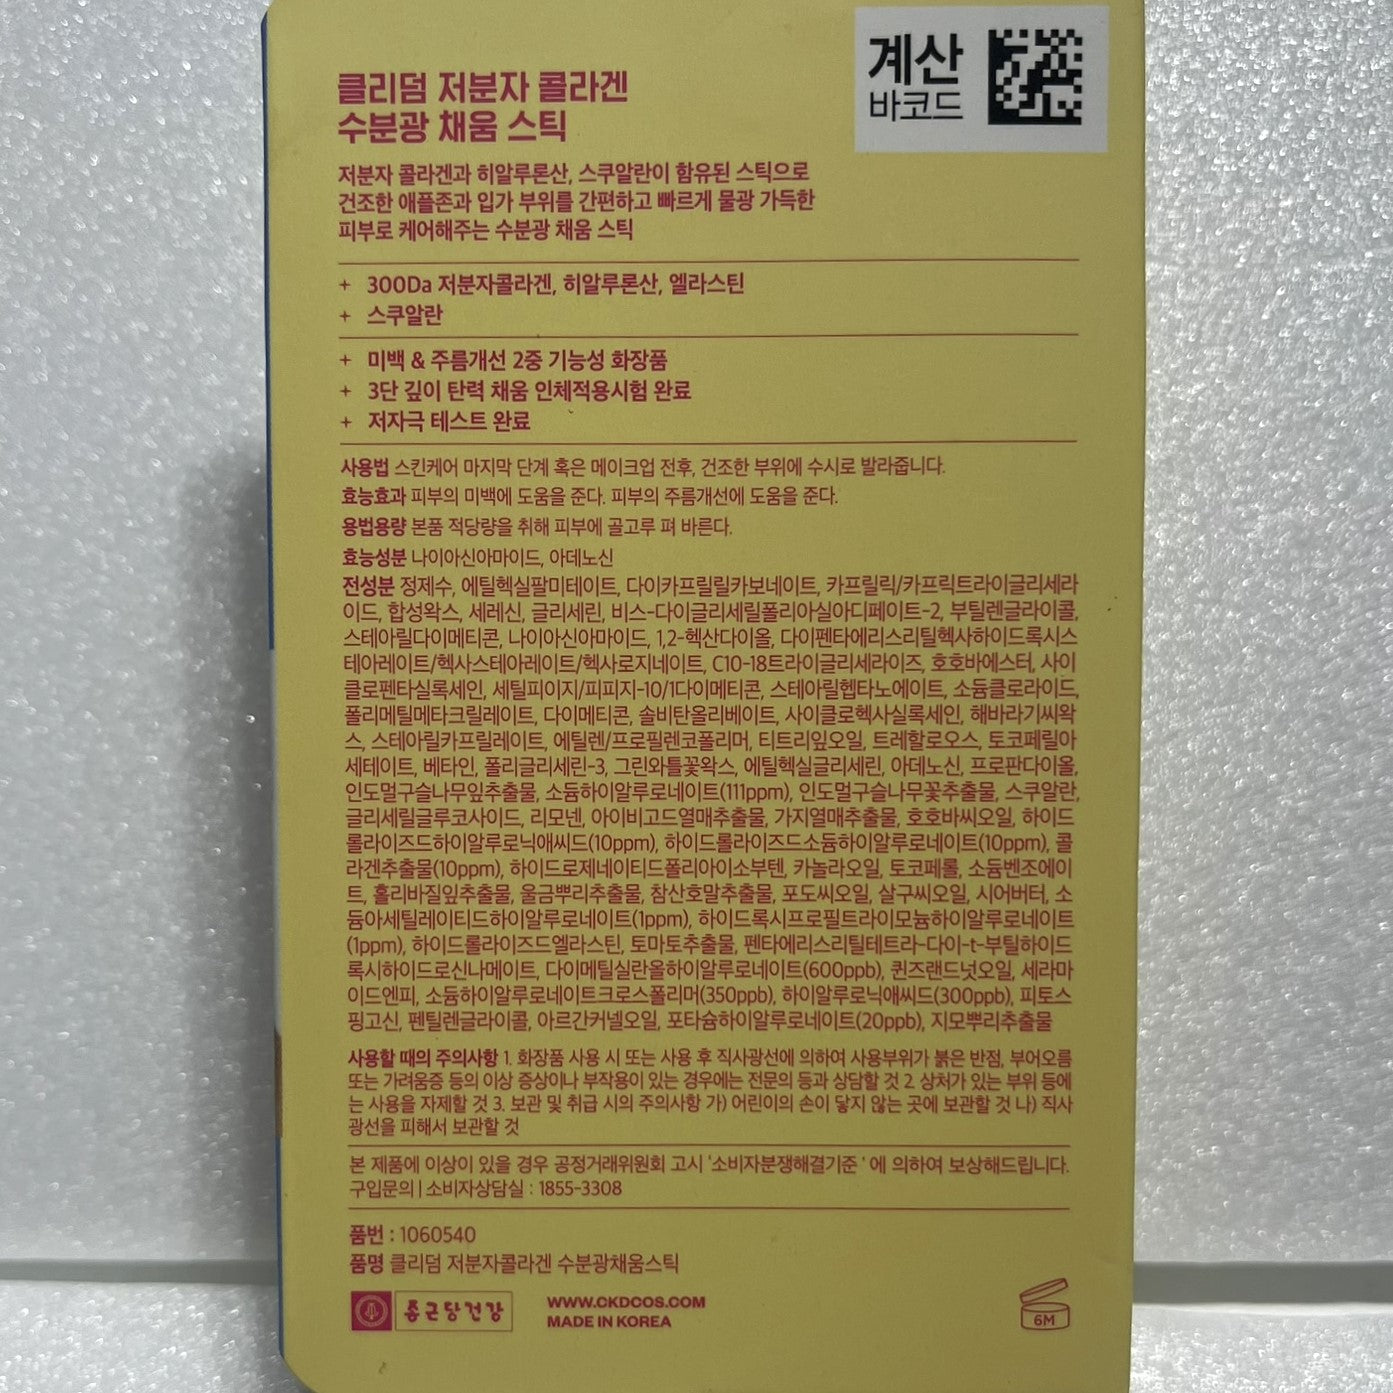 계산
바코드
클리덤 저분자 콜라겐
수분광 채움 스틱
저분자 콜라겐과 히알루론산, 스쿠알란이 함유된 스틱으로
건조한 애플존과 입가 부위를 간편하고 빠르게 물광 가득한
피부로 케어해주는 수분광 채움 스틱
+ 300Da 저분자콜라겐, 히알루론산, 엘라스틴
+ 스쿠알란
+ 미백 & 주름개선 2중 기능성 화장품
+ 3단 깊이 탄력 채움 인체적용시험 완료
+ 저자극 테스트 완료
사용법 스킨케어 마지막 단계 혹은 메이크업 전후, 건조한 부위에 수시로 발라줍니다.
효능효과 피부의 미백에 도움을 준다. 피부의 주름개선에 도움을 준다.
용법용량 본품 적당량을 취해 피부에 골고루 펴 바른다.
효능성분 나이아신아마이드, 아데노신
전성분 정제수, 에틸헥실팔미테이트, 다이카프릴릴카보네이트, 카프릴릭/카프릭트라이글리세라
이드, 합성왁스, 세레신, 글리세린, 비스-다이글리세릴폴리아실아디페이트-2, 부틸렌글라이콜,
스테아릴다이메티콘, 나이아신아마이드, 1,2-헥산다이올, 다이펜타에리스리틸헥사하이드록시스
테아레이트/헥사스테아레이트/헥사로지네이트, C10-18트라이글리세라이즈, 호호바에스터, 사이
클로펜타실록세인, 세틸피이지/피피지-10/1다이메티콘, 스테아릴헵타노에이트, 소듐클로라이드,
폴리메틸메타크릴레이트, 다이메티콘, 솔비탄올리베이트, 사이클로헥사실록세인, 해바라기씨왁
스, 스테아릴카프릴레이트, 에틸렌/프로필렌코폴리머, 티트리잎오일, 트레할로오스, 토코페릴아
세테이트, 베타인, 폴리글리세린-3, 그린와틀꽃왁스, 에틸헥실글리세린, 아데노신, 프로판다이올,
인도멀구슬나무잎추출물, 소듐하이알루로네이트(111ppm), 인도멀구슬나무꽃추출물, 스쿠알란,
글리세릴글루코사이드, 리모넨, 아이비고드열매추출물, 가지열매추출물, 호호바씨오일, 하이드
롤라이즈드하이알루로닉애씨드(10ppm), 하이드롤라이즈드소듐하이알루로네이트(10ppm), 콜
라겐추출물(10ppm), 하이드로제네이티드폴리아이소부텐, 카놀라오일, 토코페롤, 소듐벤조에이
트, 홀리바질잎추출물, 울금뿌리추출물, 참산호말추출물, 포도씨오일, 살구씨오일, 시어버터, 소
듐아세틸레이티드하이알루로네이트(1ppm), 하이드록시프로필트라이모늄하이알루로네이트
(1ppm), 하이드롤라이즈드엘라스틴, 토마토추출물, 펜타에리스리틸테트라-다이-t-부틸하이드
록시하이드로신나메이트, 다이메틸실란올하이알루로네이트(600ppb), 퀸즈랜드넛오일, 세라마
이드엔피, 소듐하이알루로네이트크로스폴리머(350ppb), 하이알루로닉애씨드(300ppb), 피토스
핑고신, 펜틸렌글라이콜, 아르간커넬오일, 포타슘하이알루로네이트(20ppb), 지모뿌리추출물
사용할 때의 주의사항 1. 화장품 사용 시 또는 사용 후 직사광선에 의하여 사용부위가 붉은 반점, 부어오름
또는 가려움증 등의 이상 증상이나 부작용이 있는 경우에는 전문의 등과 상담할 것 2. 상처가 있는 부위 등에
는 사용을 자제할 것 3. 보관 및 취급 시의 주의사항 가) 어린이의 손이 닿지 않는 곳에 보관할 것 나) 직사
광선을 피해서 보관할 것
본 제품에 이상이 있을 경우 공정거래위원회 고시 '소비자분쟁해결기준 ' 에 의하여 보상해드립니다.
구입문의 | 소비자상담실 : 1855-3308
품번 : 1060540
품명 클리덤 저분자콜라겐 수분광채움스틱
종근당건강
WWW.CKDCOS.COM
MADE IN KOREA
6M